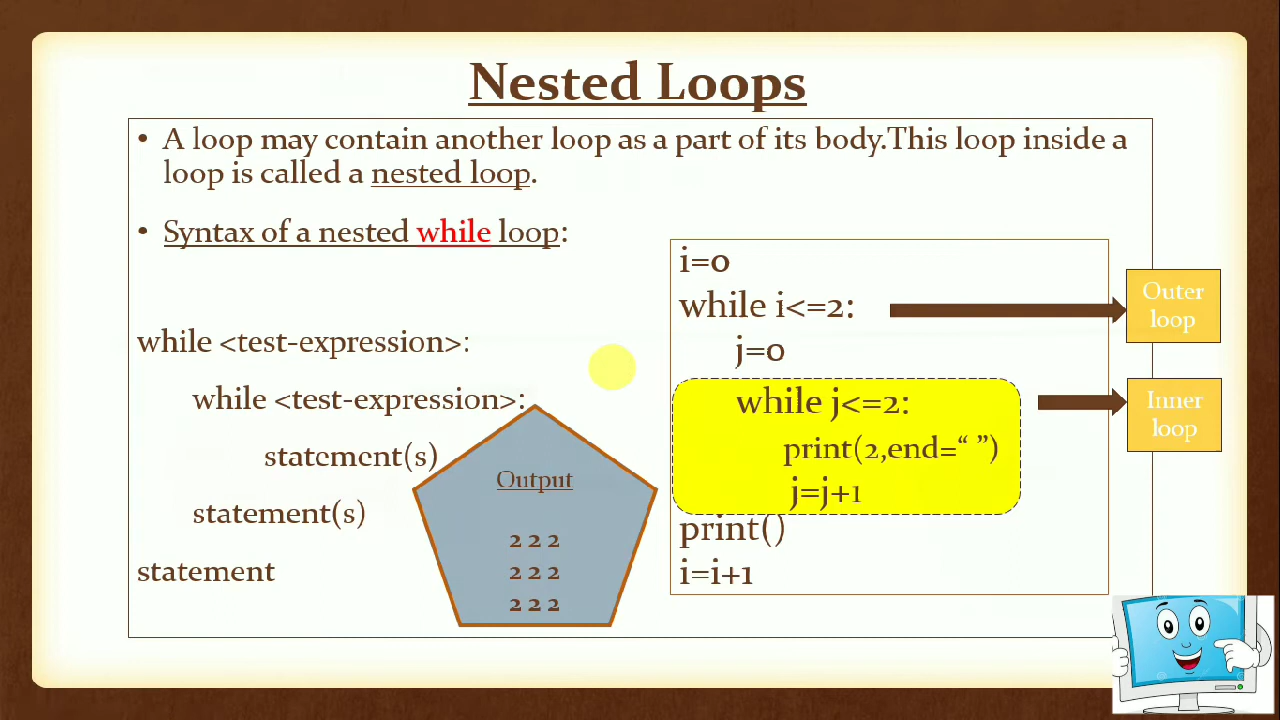 Nested Loops
• A loop may contain another loop as a part of its body.This loop inside a
loop is called a nested loop.
• Syntax of a nested while loop:
while <test-expression>:
while <test-expression>:
statement(s)
statement(s)
statement
Output
2 2 2
2 2 2
2 2 2
i=0
while i<=2:
j=0
while j<=2:
print(2,end=“ ”)
j=j+1
print()
i=i+1
Outer
loop
Inner
loop